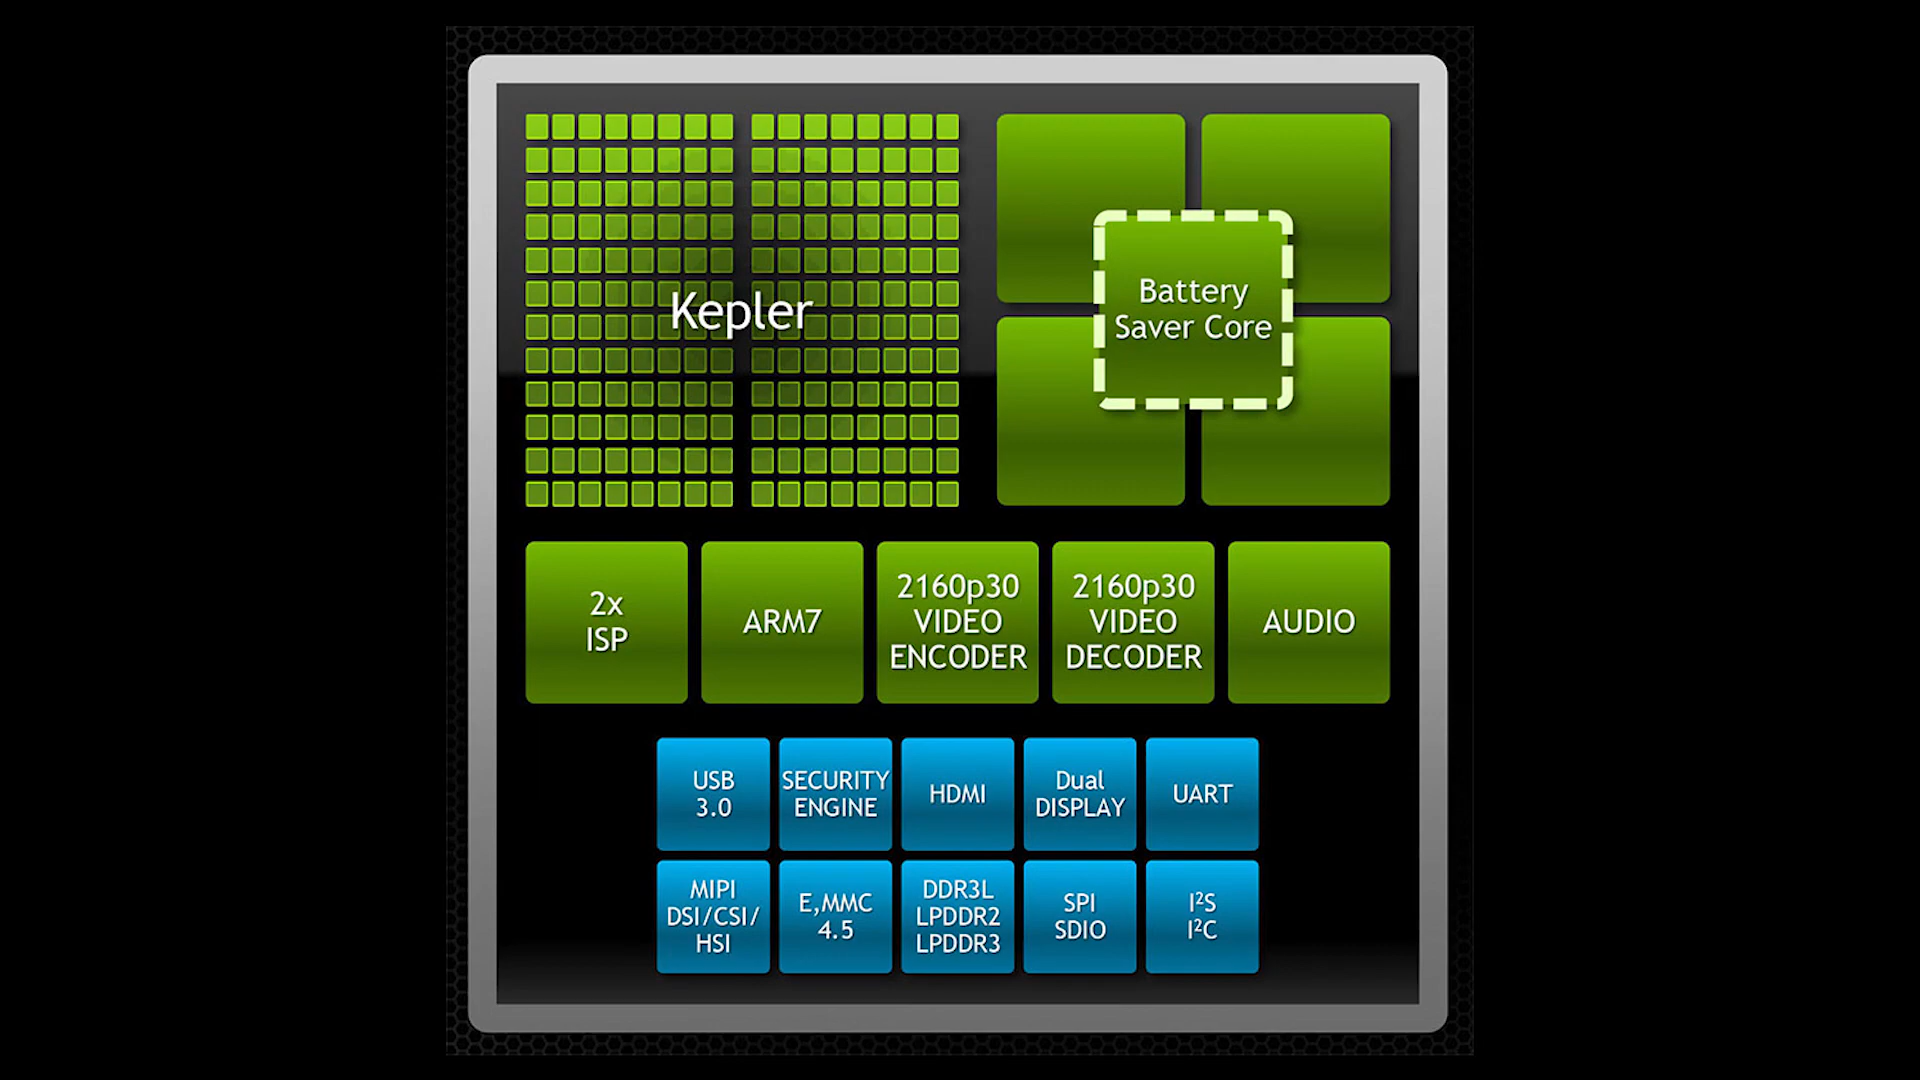 Kepler
Battery
Saver Core
2x
ISP
ARM7
2160p30
VIDEO
ENCODER
2160p30
VIDEO
DECODER
AUDIO
USB
3.0
SECURITY
ENGINE
HDMI
Dual
DISPLAY
UART
MIPI
DSI/CSI/
HSI
E,MMC
4.5
DDR3L
LPDDR2
LPDDR3
SPI
SDIO
I²S
I²C